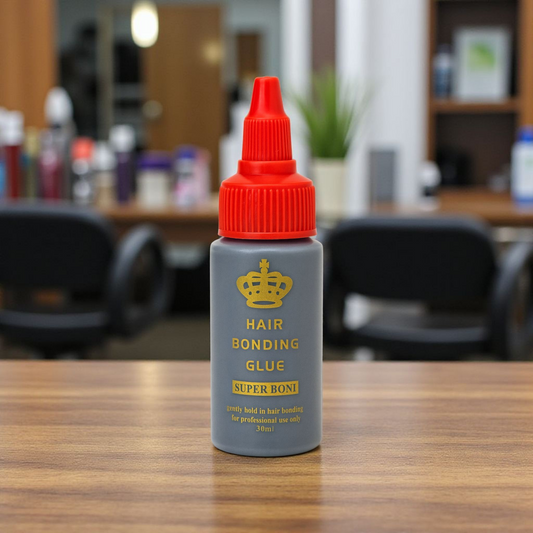 HAIR
BONDING
GLUE
SUPER BONI
gently hold in hair bonding
for professional use only
30ml